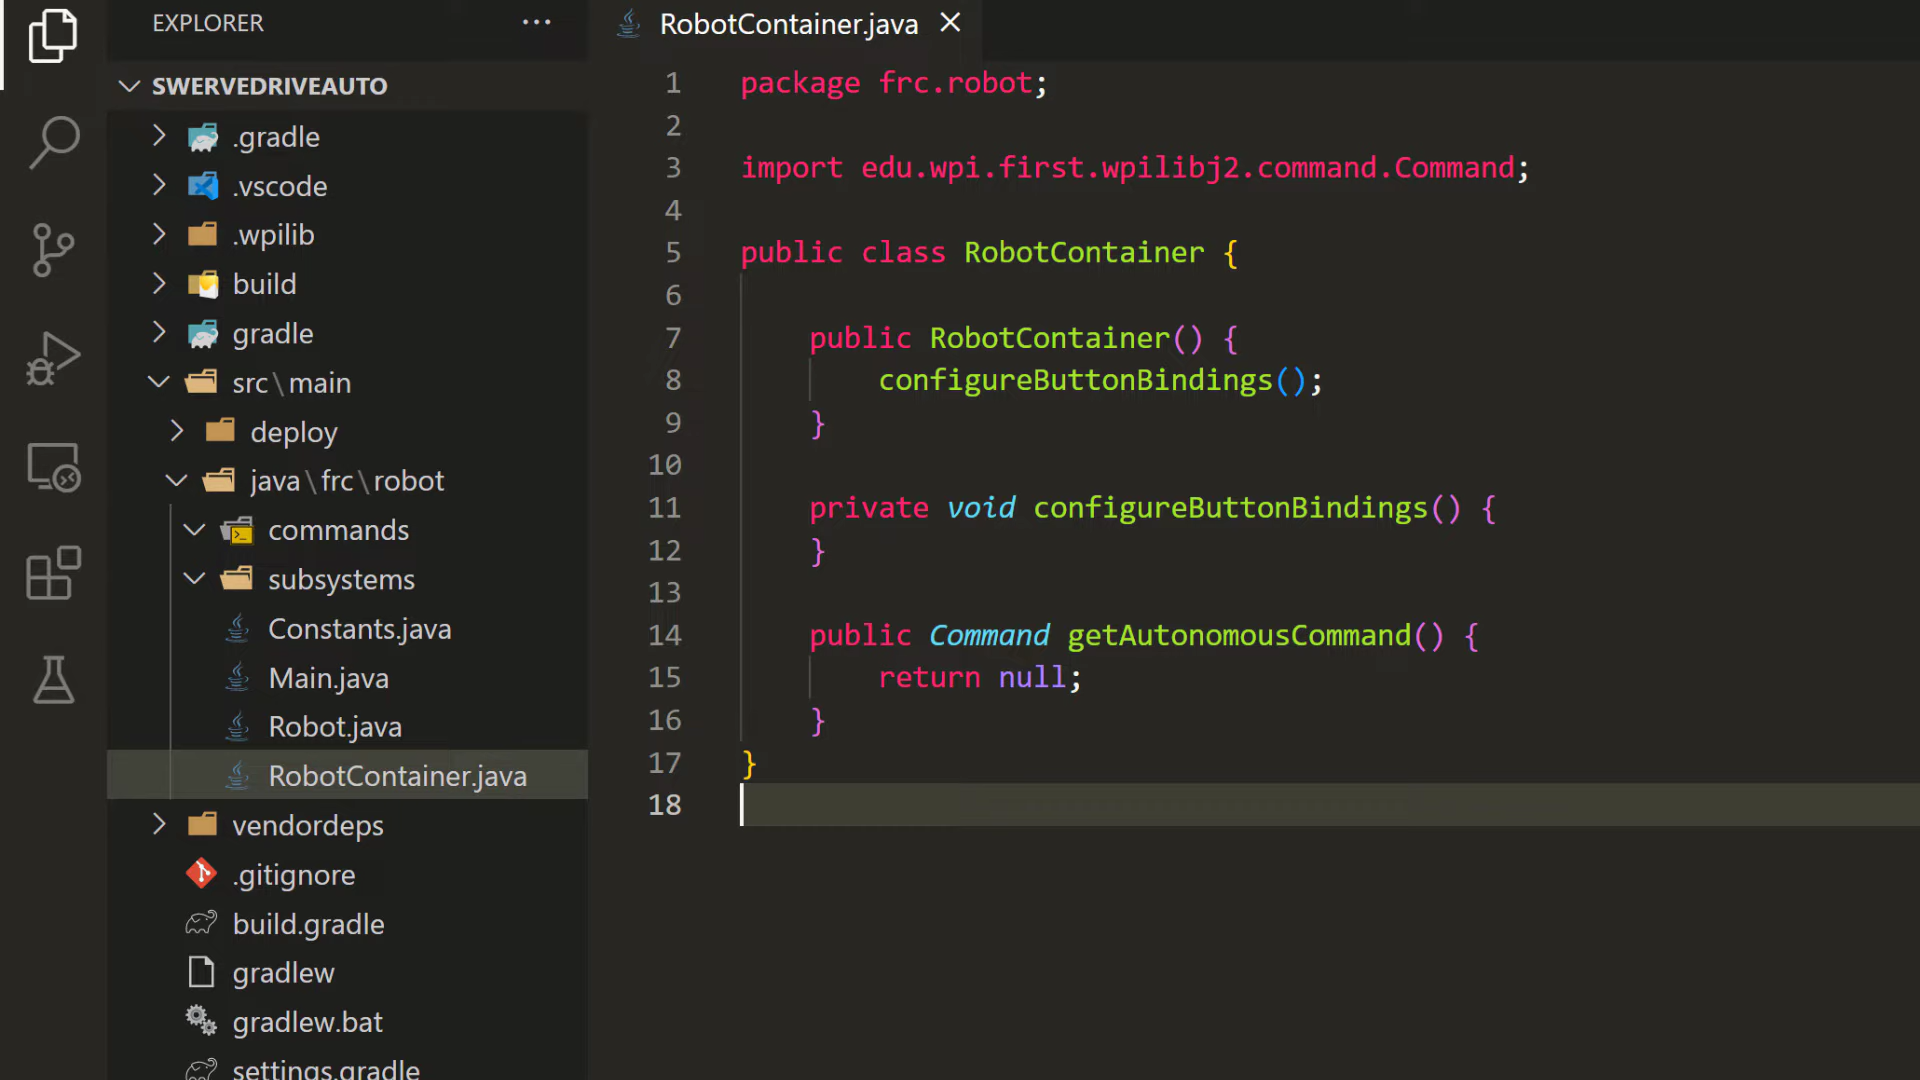 EXPLORER
SWERVEDRIVEAUTO
.gradle
.vscode
.wpilib
build
gradle
src\main
deploy
java\frc\robot
commands
subsystems
Constants.java
Main.java
Robot.java
RobotContainer.java
vendordeps
.gitignore
build.gradle
gradlew
gradlew.bat
settings.gradle
RobotContainer.java
1 package frc.robot;
2
3 import edu.wpi.first.wpilibj2.command.Command;
4
5 public class RobotContainer {
6
7 public RobotContainer() {
8 configureButtonBindings();
9 }
10
11 private void configureButtonBindings() {
12 }
13
14 public Command getAutonomousCommand() {
15 return null;
16 }
17 }
18